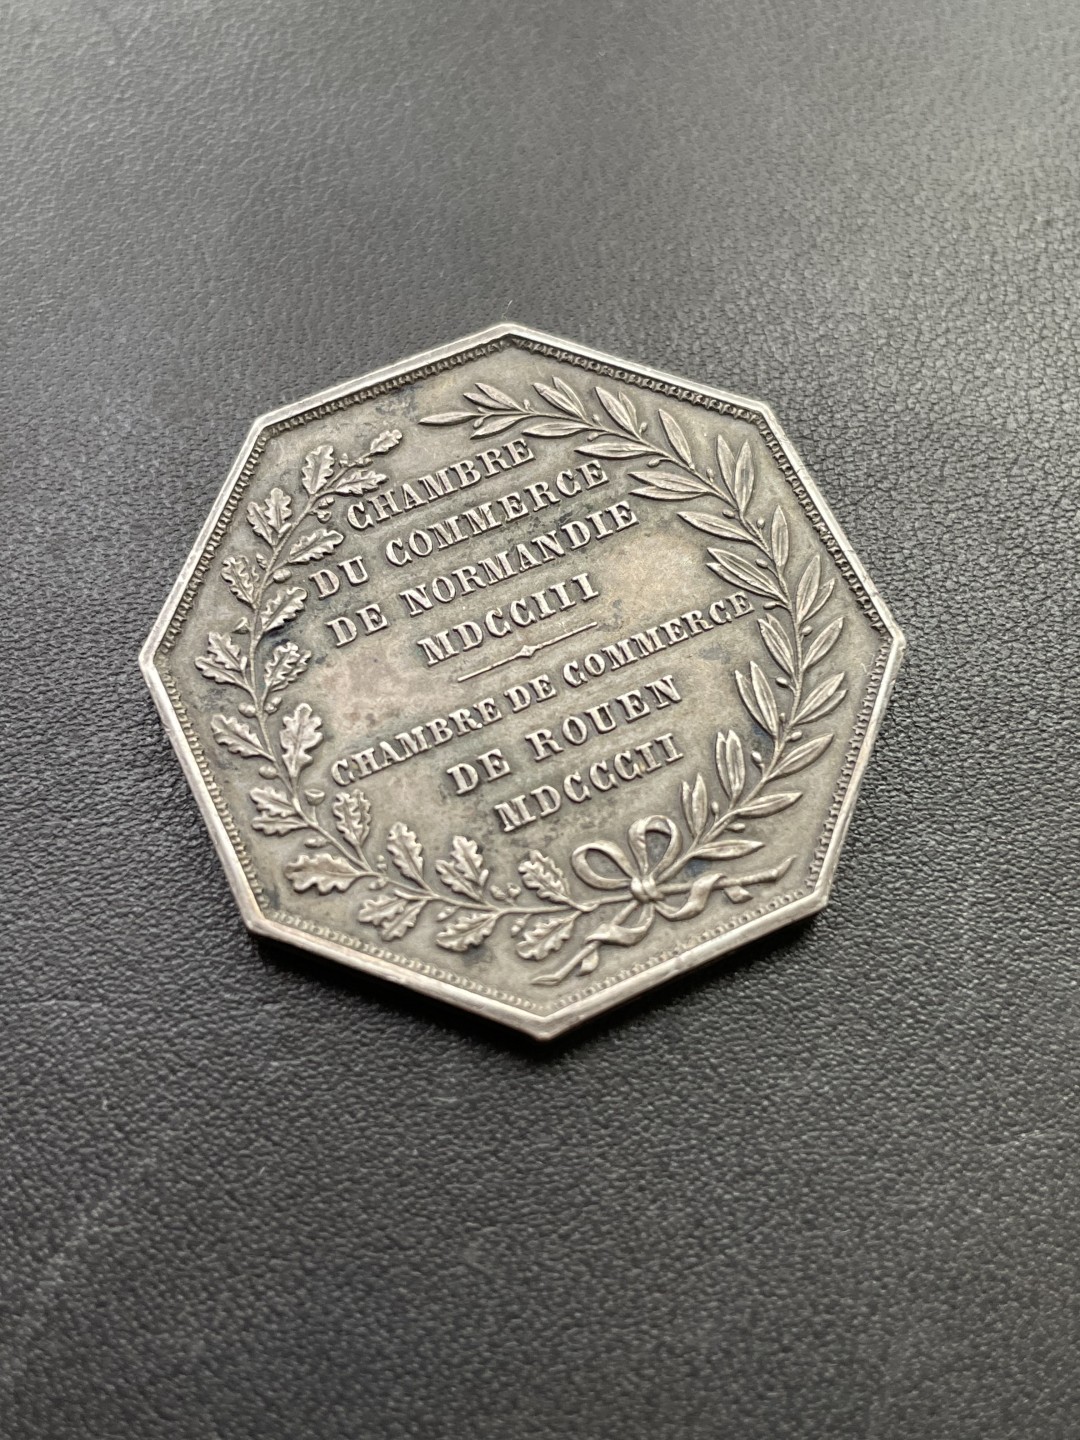 CHAMBRE
DU COMMERCE
DE NORMANDIE
MDCCIII
CHAMBRE DE COMMERCE
DE ROUEN
MDCCCII